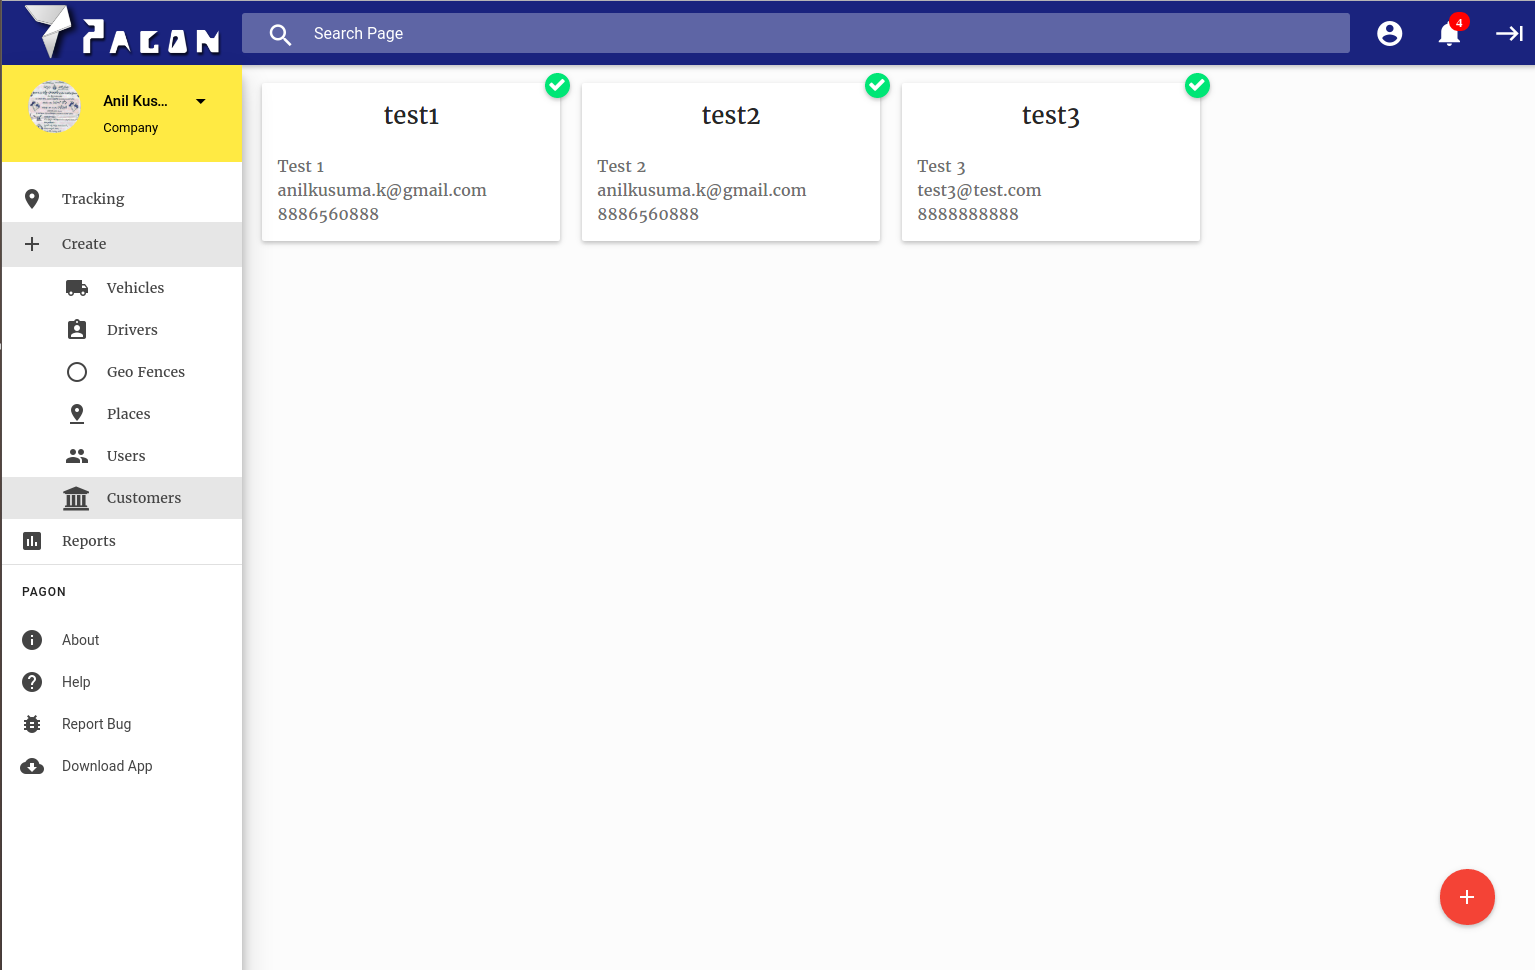 PAGON
Search Page
4
Anil Kus...
Company
Tracking
Create
Vehicles
Drivers
Geo Fences
Places
Users
Customers
Reports
PAGON
About
Help
Report Bug
Download App
test1
Test 1
anilkusuma.k@gmail.com
8886560888
test2
Test 2
anilkusuma.k@gmail.com
8886560888
test3
Test 3
test3@test.com
8888888888